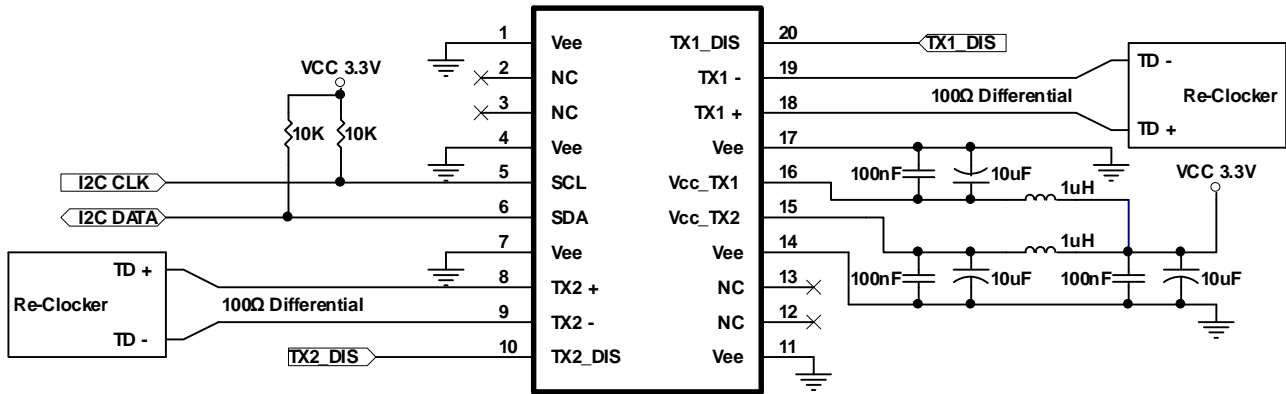 1 Vee TX1_DIS 20 TX1_DIS
2 NC TX1 - 19 TD -
VCC 3.3V
3 NC TX1 + 18 100Ω Differential TD + Re-Clocker
10K 10K
4 Vee Vee 17
I2C CLK 5 SCL Vcc_TX1 16 100nF 10uF 1uH VCC 3.3V
I2C DATA 6 SDA Vcc_TX2 15
7 Vee Vee 14 1uH
TD + 8 TX2 + NC 13 100nF 10uF 100nF 10uF
Re-Clocker 100Ω Differential
9 TX2 - NC 12
TD -
TX2_DIS 10 TX2_DIS Vee 11